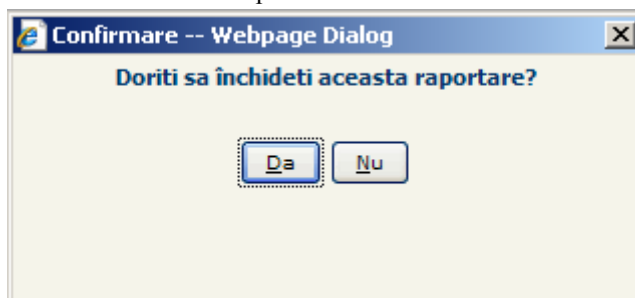 Confirmare -- Webpage Dialog
Doriti sa închideti aceasta raportare?
Da Nu